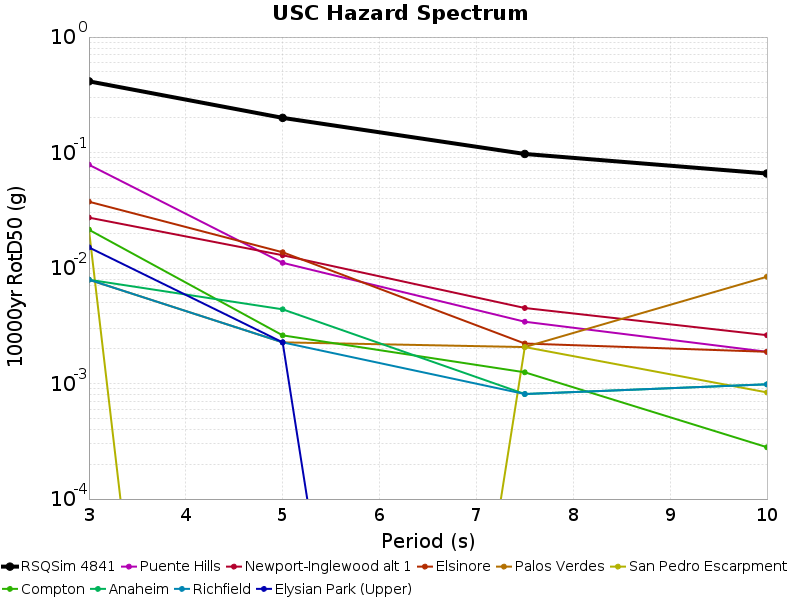 USC Hazard Spectrum
10^0
10^-1
10^-2
10^-3
10^-4
10000yr RotD50 (g)
3 4 5 6 7 8 9 10
Period (s)
RSQSim 4841 Puente Hills Newport-Inglewood alt 1 Elsinore Palos Verdes San Pedro Escarpment
Compton Anaheim Richfield Elysian Park (Upper)